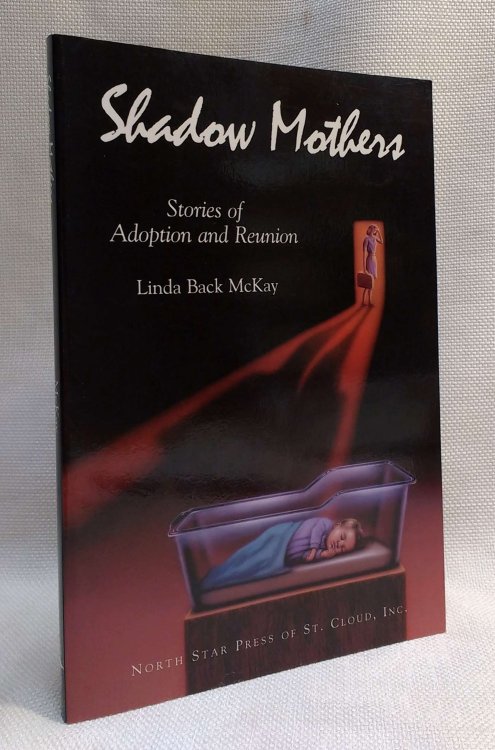 Shadow Mothers
Stories of
Adoption and Reunion
Linda Back McKay
North Star Press of St. Cloud, Inc.